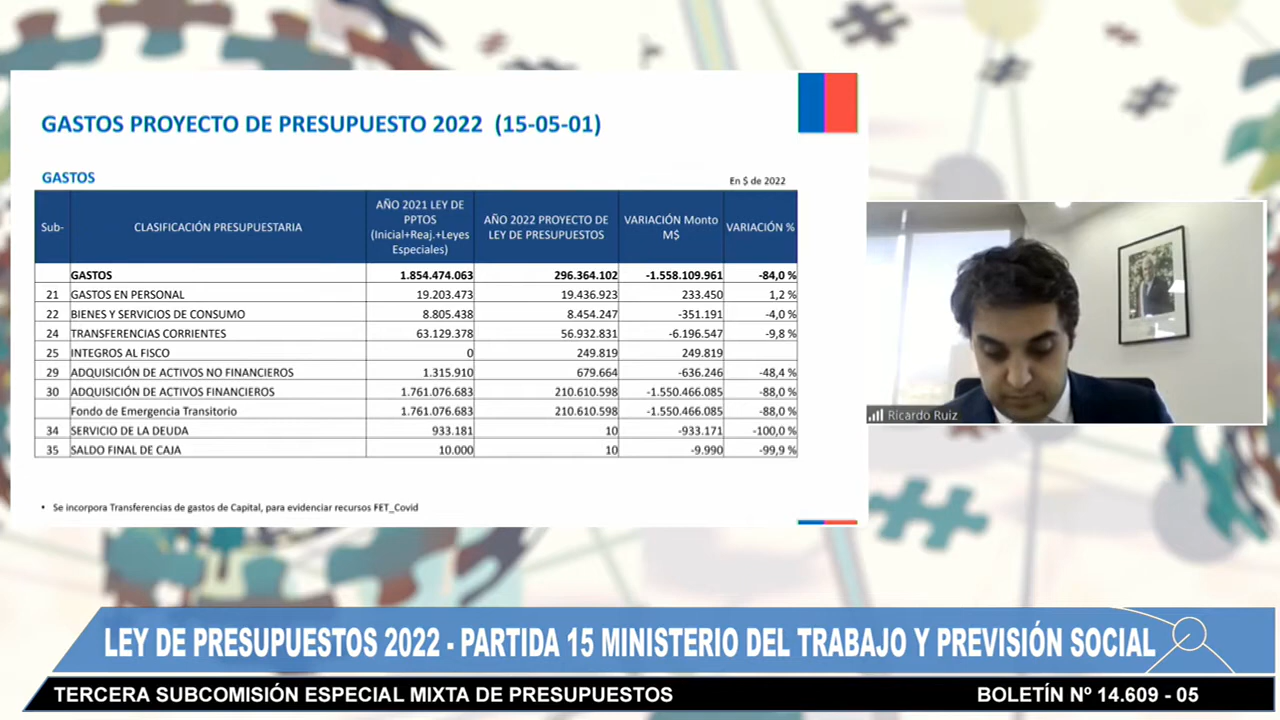 GASTOS PROYECTO DE PRESUPUESTO 2022 (15-05-01)
GASTOS
En $ de 2022
Sub- CLASIFICACIÓN PRESUPUESTARIA AÑO 2021 LEY DE PPTOS (Inicial+Reaj.+Leyes Especiales) AÑO 2022 PROYECTO DE LEY DE PRESUPUESTOS VARIACIÓN Monto M$ VARIACIÓN %
GASTOS 1.854.474.063 296.364.102 -1.558.109.961 -84,0 %
21 GASTOS EN PERSONAL 19.203.473 19.436.923 233.450 1,2 %
22 BIENES Y SERVICIOS DE CONSUMO 8.805.438 8.454.247 -351.191 -4,0 %
24 TRANSFERENCIAS CORRIENTES 63.129.378 56.932.831 -6.196.547 -9,8 %
25 INTEGROS AL FISCO 0 249.819 249.819
29 ADQUISICIÓN DE ACTIVOS NO FINANCIEROS 1.315.910 679.664 -636.246 -48,4 %
30 ADQUISICIÓN DE ACTIVOS FINANCIEROS 1.761.076.683 210.610.598 -1.550.466.085 -88,0 %
Fondo de Emergencia Transitorio 1.761.076.683 210.610.598 -1.550.466.085 -88,0 %
34 SERVICIO DE LA DEUDA 933.181 10 -933.171 -100,0 %
35 SALDO FINAL DE CAJA 10.000 10 -9.990 -99,9 %
• Se incorpora Transferencias de gastos de Capital, para evidenciar recursos FET_Covid
Ricardo Ruiz
LEY DE PRESUPUESTOS 2022 - PARTIDA 15 MINISTERIO DEL TRABAJO Y PREVISIÓN SOCIAL
TERCERA SUBCOMISIÓN ESPECIAL MIXTA DE PRESUPUESTOS
BOLETÍN Nº 14.609 - 05